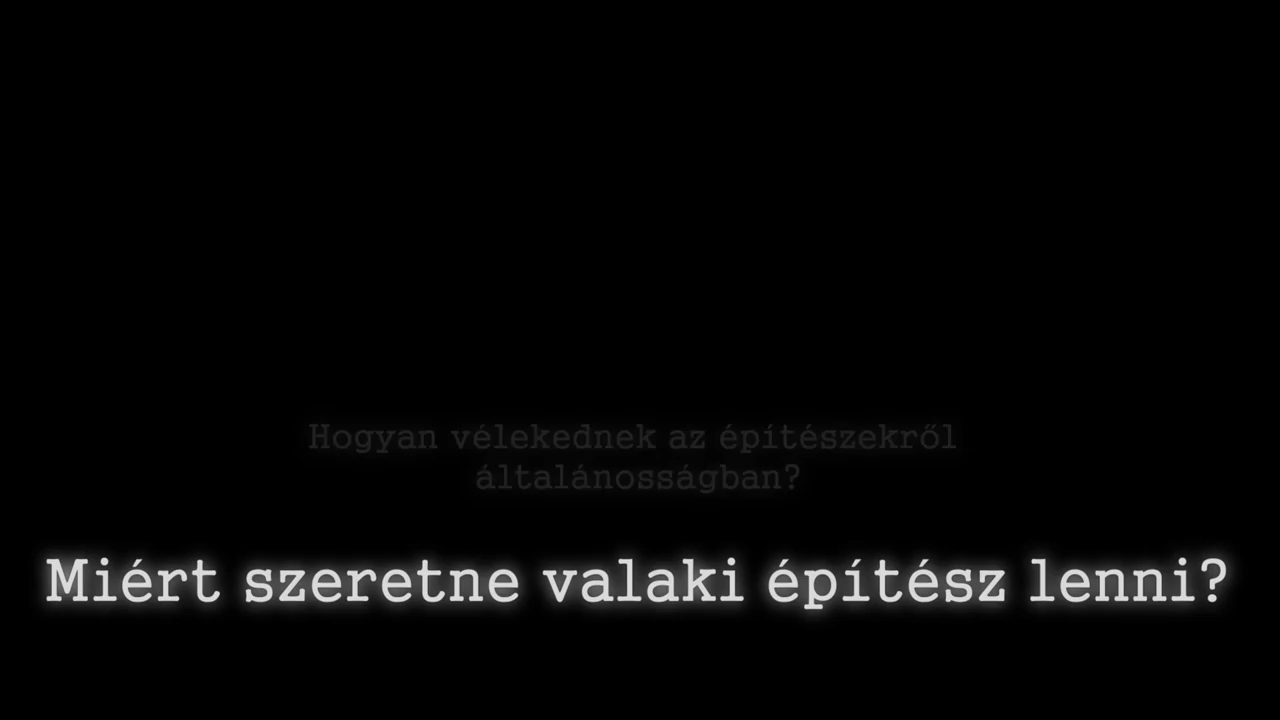 Hogyan vélekednek az építészekről
általánosságban?
Miért szeretne valaki építész lenni?